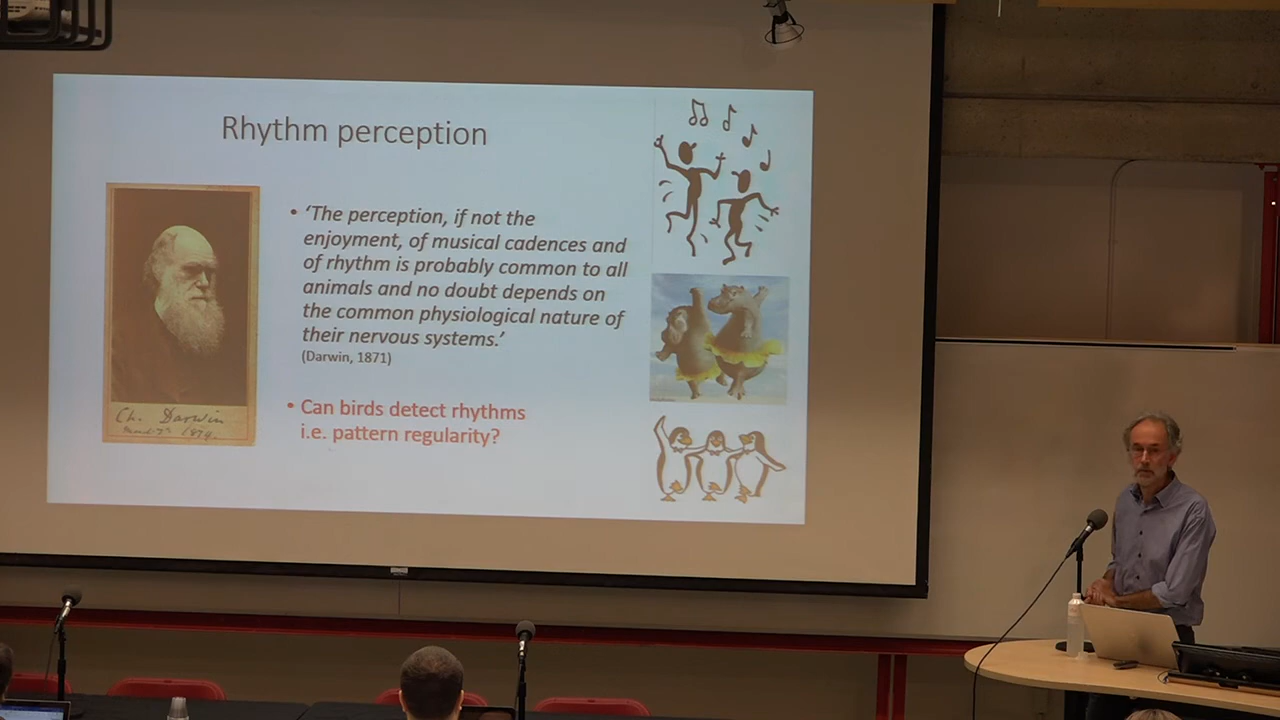 Rhythm perception
• ‘The perception, if not the
enjoyment, of musical cadences and
of rhythm is probably common to all
animals and no doubt depends on
the common physiological nature of
their nervous systems.’
(Darwin, 1871)
• Can birds detect rhythms
i.e. pattern regularity?
Ch. Darwin
1879.